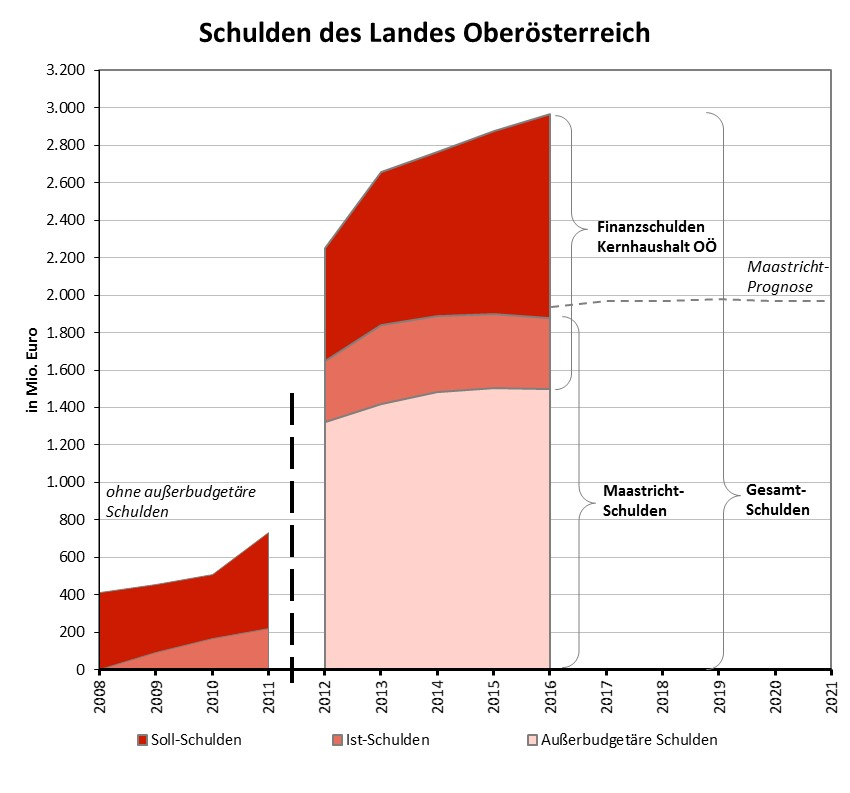 Schulden des Landes Oberösterreich
3.200
3.000
2.800
2.600
2.400
2.200
2.000
1.800
1.600
1.400
1.200
1.000
800
600
400
200
0
in Mio. Euro
Finanzschulden
Kernhaushalt OÖ
Maastricht-
Prognose
ohne außerbudgetäre
Schulden
Maastricht-
Schulden
Gesamt-
Schulden
2008
2009
2010
2011
2012
2013
2014
2015
2016
2017
2018
2019
2020
2021
Soll-Schulden
Ist-Schulden
Außerbudgetäre Schulden